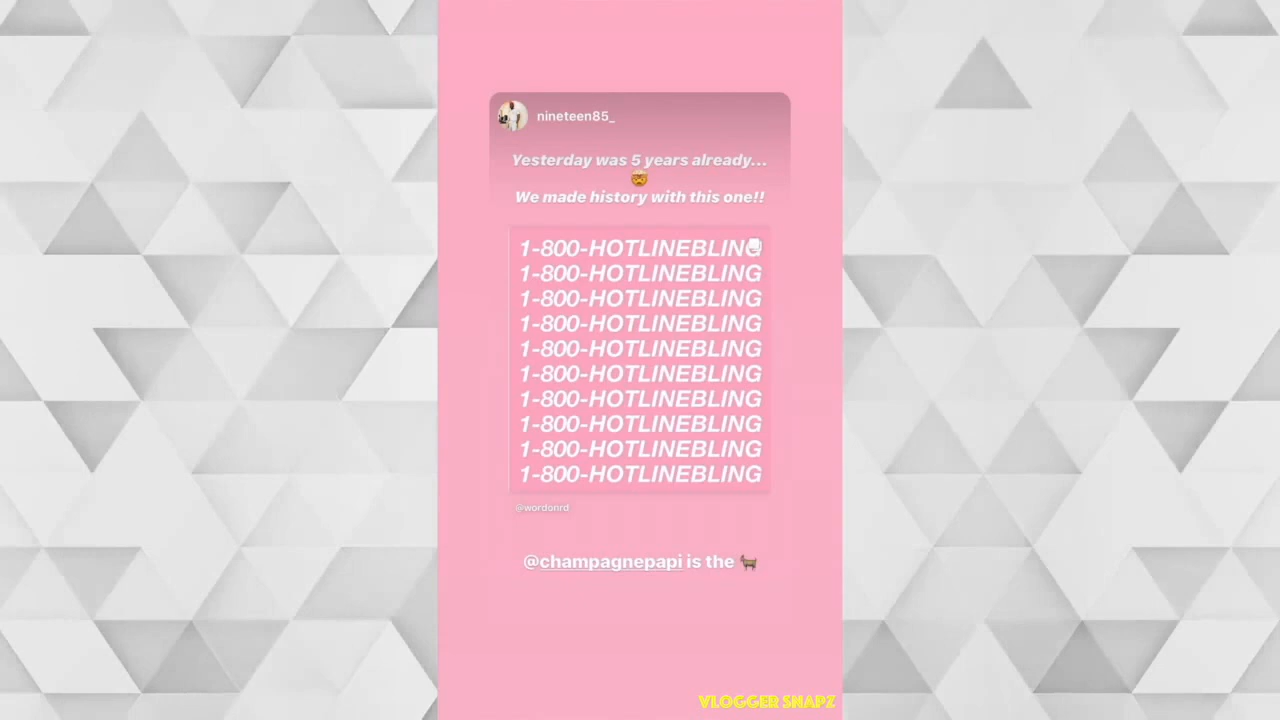 nineteen85_
Yesterday was 5 years already...
🤯
We made history with this one!!
1-800-HOTLINEBLING
1-800-HOTLINEBLING
1-800-HOTLINEBLING
1-800-HOTLINEBLING
1-800-HOTLINEBLING
1-800-HOTLINEBLING
1-800-HOTLINEBLING
1-800-HOTLINEBLING
1-800-HOTLINEBLING
1-800-HOTLINEBLING
@wordonrd
@champagnepapi is the 🐐
VLOGGER SNAPZ